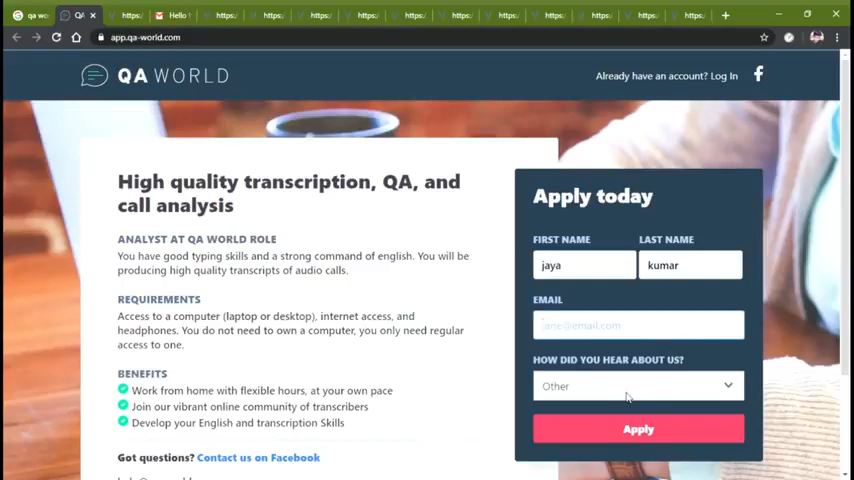 qa wo
QA
https:/
Hello
https:/
https:/
https:/
https:/
https:/
https:/
https:/
https:/
https:/
https:/
https:/
app.qa-world.com
QA WORLD
Already have an account? Log In
High quality transcription, QA, and
call analysis
ANALYST AT QA WORLD ROLE
You have good typing skills and a strong command of english. You will be
producing high quality transcripts of audio calls.
REQUIREMENTS
Access to a computer (laptop or desktop), internet access, and
headphones. You do not need to own a computer, you only need regular
access to one.
BENEFITS
Work from home with flexible hours, at your own pace
Join our vibrant online community of transcribers
Develop your English and transcription Skills
Got questions? Contact us on Facebook
Apply today
FIRST NAME
LAST NAME
jaya
kumar
EMAIL
jane@email.com
HOW DID YOU HEAR ABOUT US?
Other
Apply